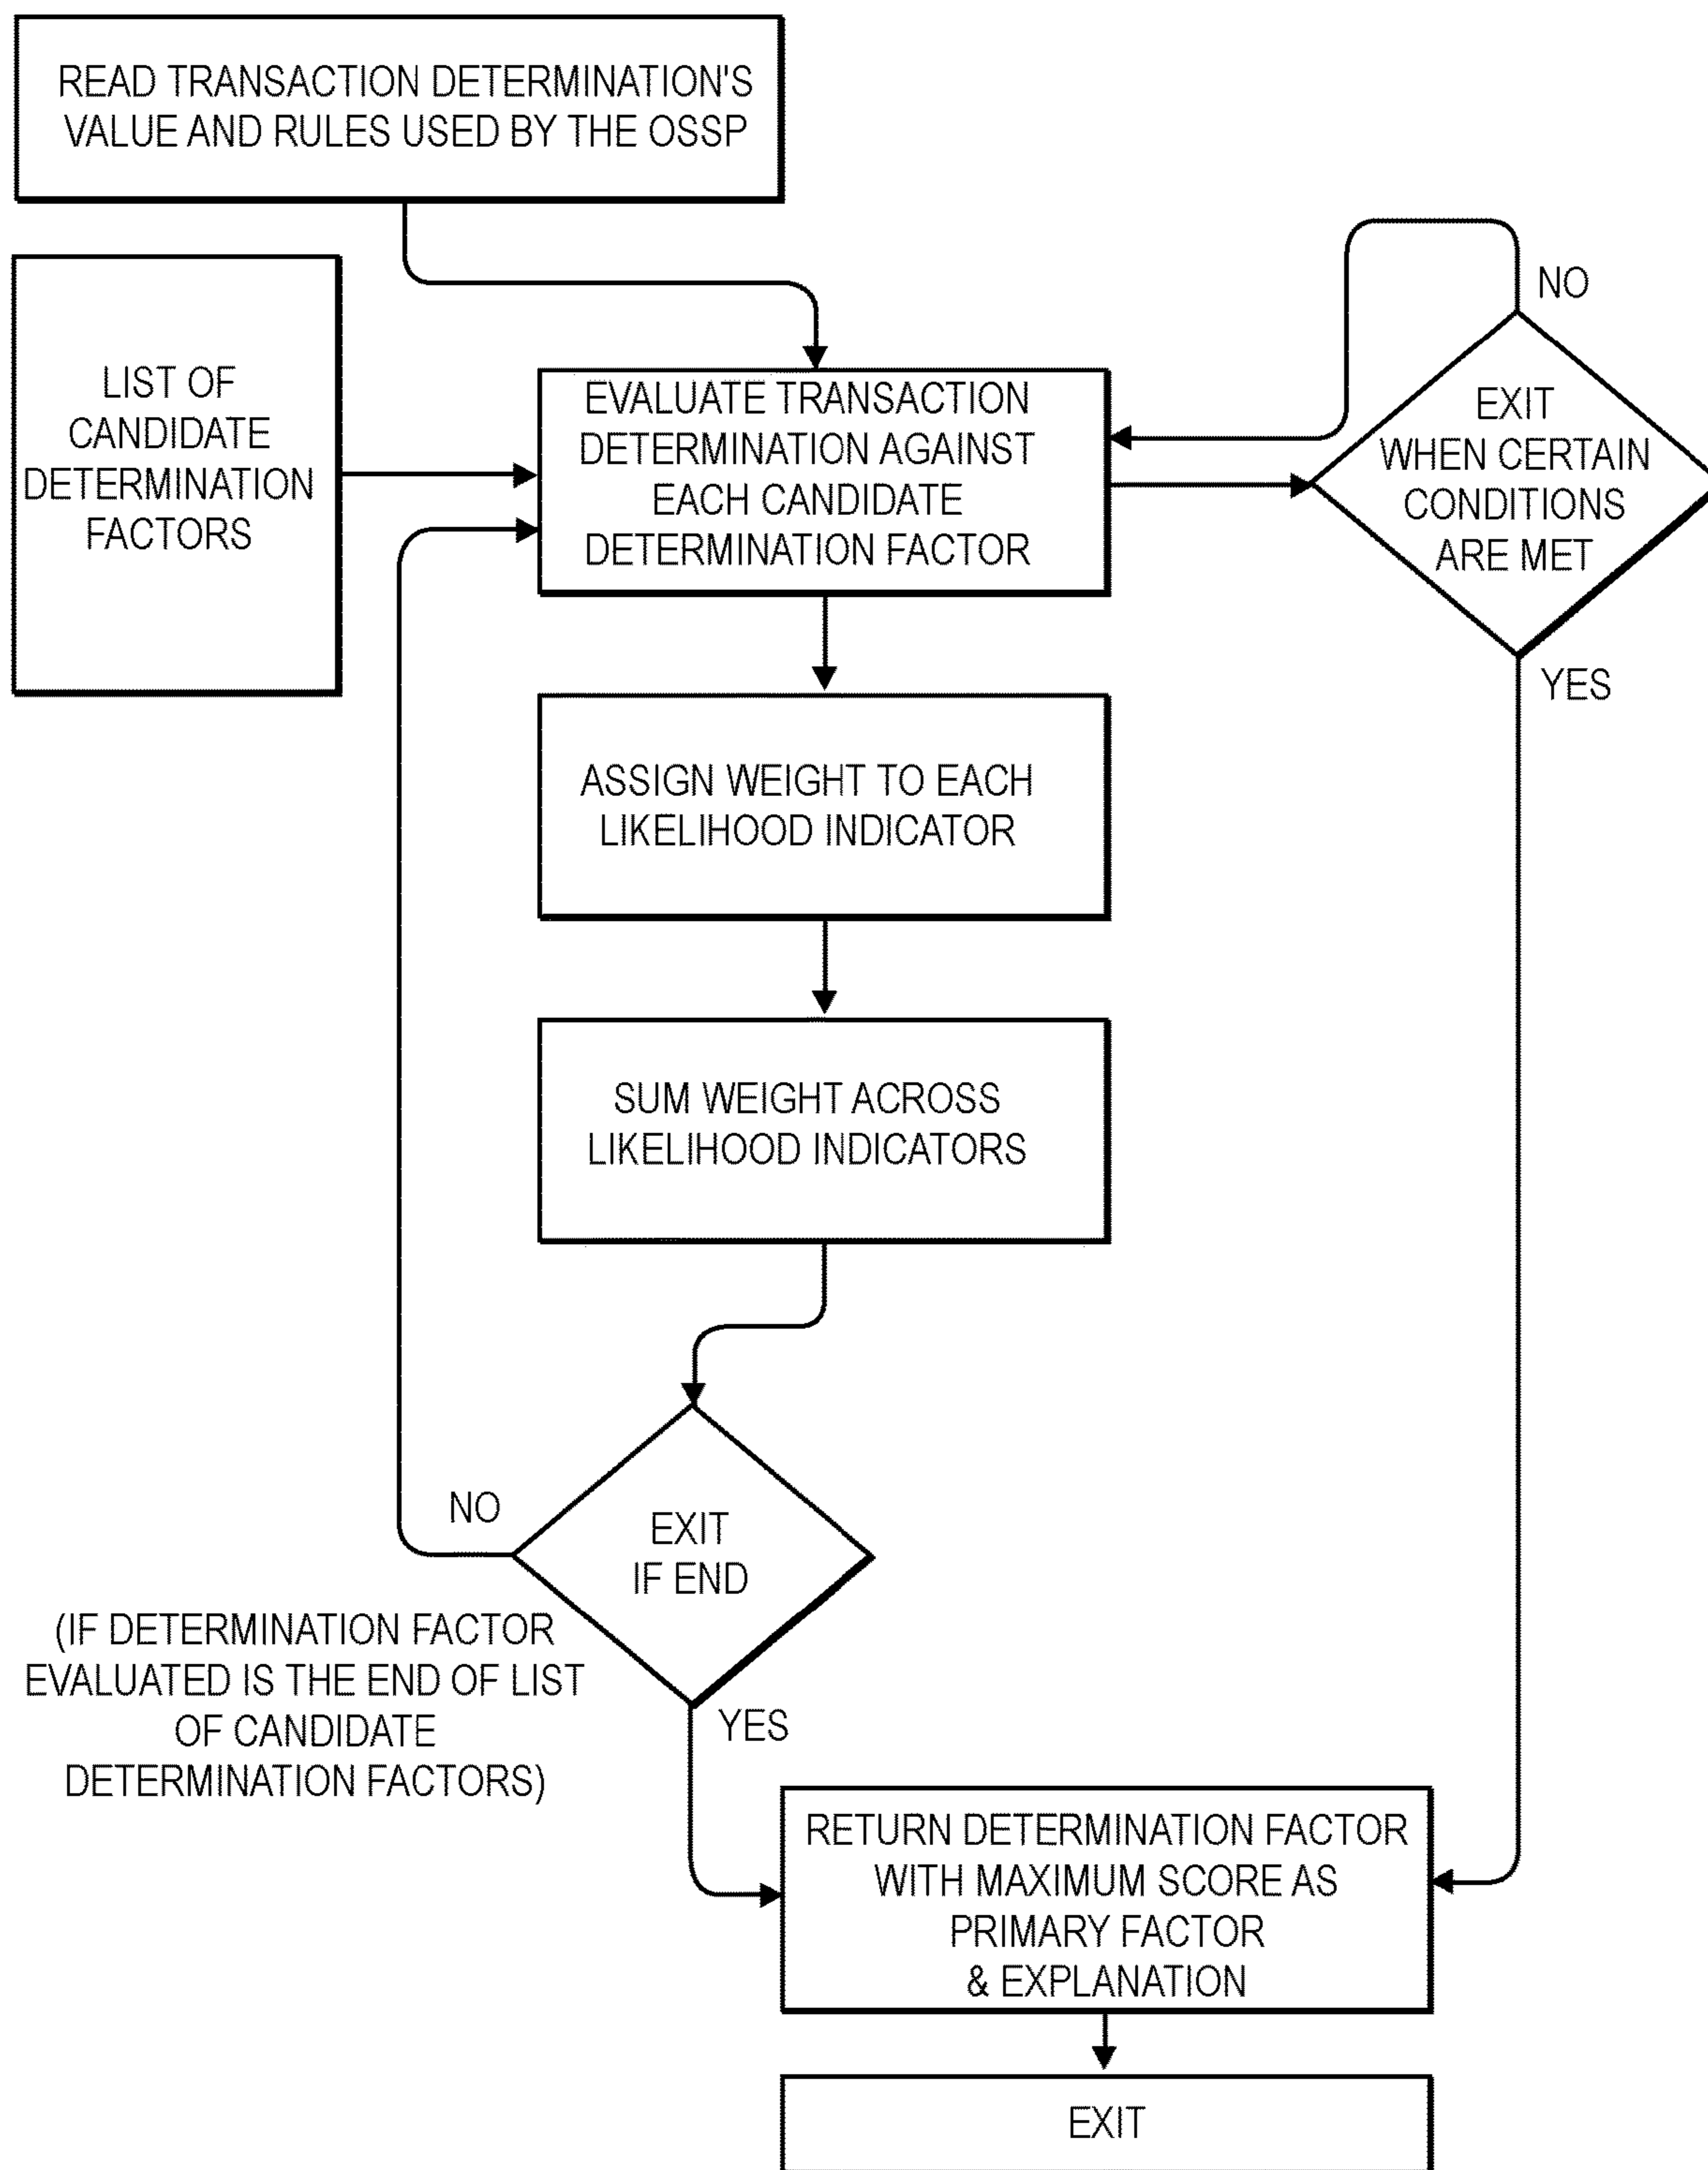 READ TRANSACTION DETERMINATION'S
VALUE AND RULES USED BY THE OSSP
LIST OF
CANDIDATE
DETERMINATION
FACTORS
EVALUATE TRANSACTION
DETERMINATION AGAINST
EACH CANDIDATE
DETERMINATION FACTOR
NO
EXIT
WHEN CERTAIN
CONDITIONS
ARE MET
YES
ASSIGN WEIGHT TO EACH
LIKELIHOOD INDICATOR
SUM WEIGHT ACROSS
LIKELIHOOD INDICATORS
NO
EXIT
IF END
(IF DETERMINATION FACTOR
EVALUATED IS THE END OF LIST
OF CANDIDATE
DETERMINATION FACTORS)
YES
RETURN DETERMINATION FACTOR
WITH MAXIMUM SCORE AS
PRIMARY FACTOR
& EXPLANATION
EXIT